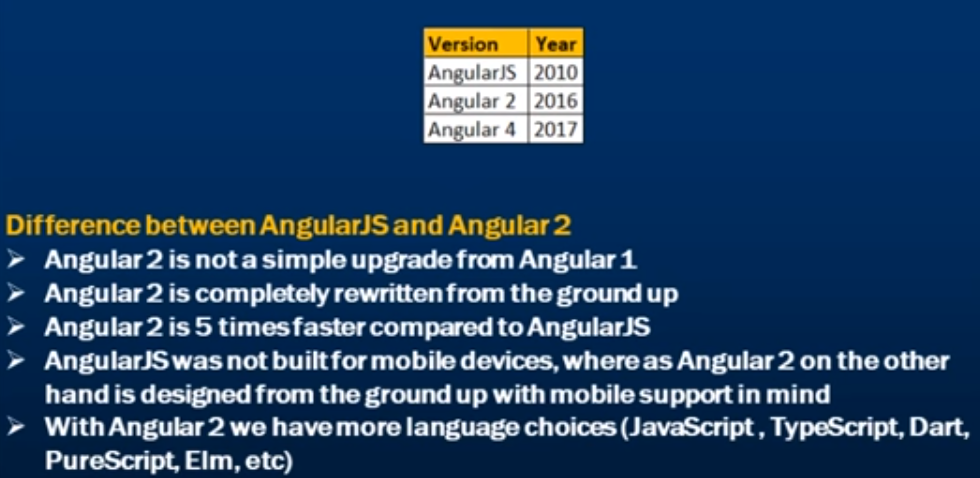 Version Year
AngularJS 2010
Angular 2 2016
Angular 4 2017
Difference between AngularJS and Angular 2
➢ Angular 2 is not a simple upgrade from Angular 1
➢ Angular 2 is completely rewritten from the ground up
➢ Angular 2 is 5 times faster compared to AngularJS
➢ AngularJS was not built for mobile devices, where as Angular 2 on the other
hand is designed from the ground up with mobile support in mind
➢ With Angular 2 we have more language choices (JavaScript , TypeScript, Dart,
PureScript, Elm, etc)